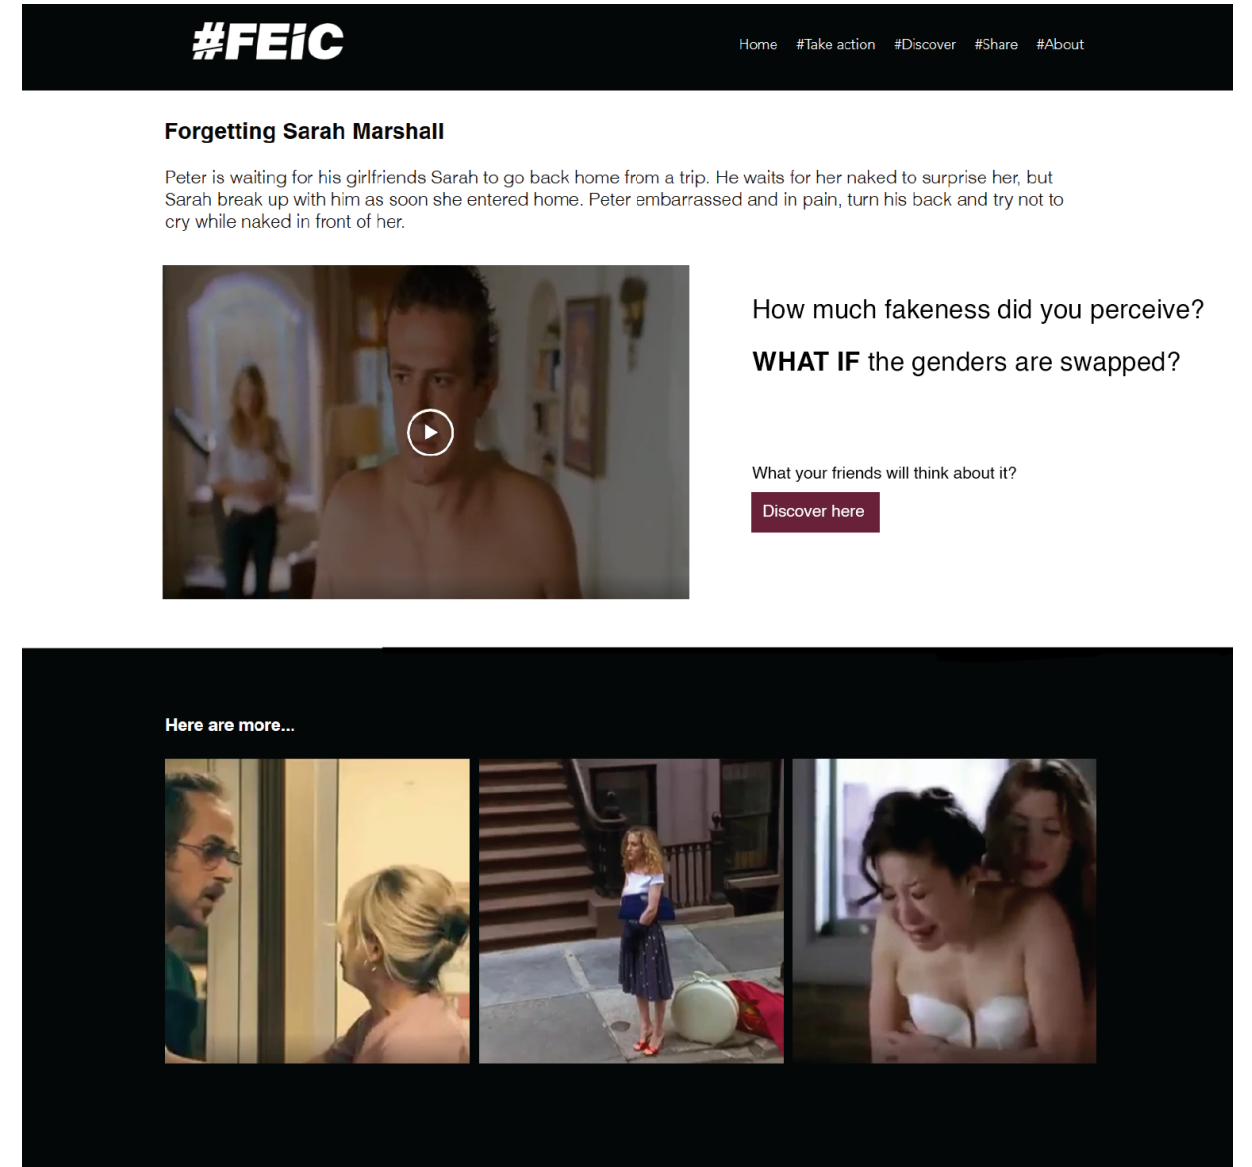 #FEiC
Home #Take action #Discover #Share #About
Forgetting Sarah Marshall
Peter is waiting for his girlfriends Sarah to go back home from a trip. He waits for her naked to surprise her, but
Sarah break up with him as soon she entered home. Peter embarrassed and in pain, turn his back and try not to
cry while naked in front of her.
How much fakeness did you perceive?
WHAT IF the genders are swapped?
What your friends will think about it?
Discover here
Here are more...